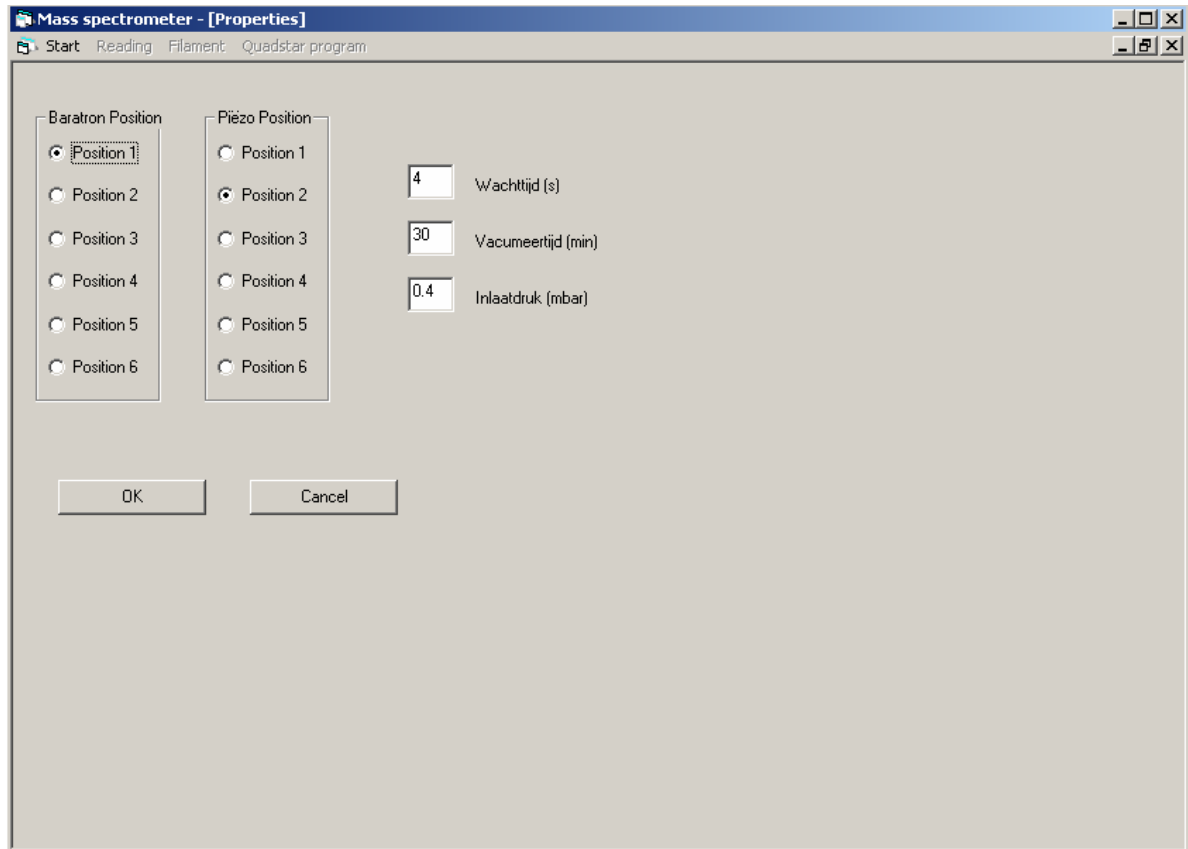 Mass spectrometer - [Properties]
Start Reading Filament Quadstar program
Baratron Position
Position 1
Position 2
Position 3
Position 4
Position 5
Position 6
Piëzo Position
Position 1
Position 2
Position 3
Position 4
Position 5
Position 6
4 Wachttijd (s)
30 Vacumeertijd (min)
0.4 Inlaatdruk (mbar)
OK Cancel